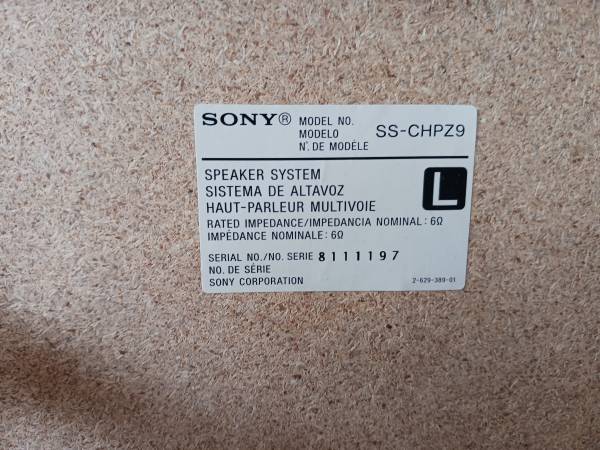 SONY® MODEL NO.
MODELO SS-CHPZ9
N°. DE MODÈLE
SPEAKER SYSTEM
SISTEMA DE ALTAVOZ
HAUT-PARLEUR MULTIVOIE
L
RATED IMPEDANCE/IMPEDANCIA NOMINAL: 6Ω
IMPÉDANCE NOMINALE: 6Ω
SERIAL NO./NO. SERIE 8111197
NO. DE SÉRIE
SONY CORPORATION 2-629-389-01